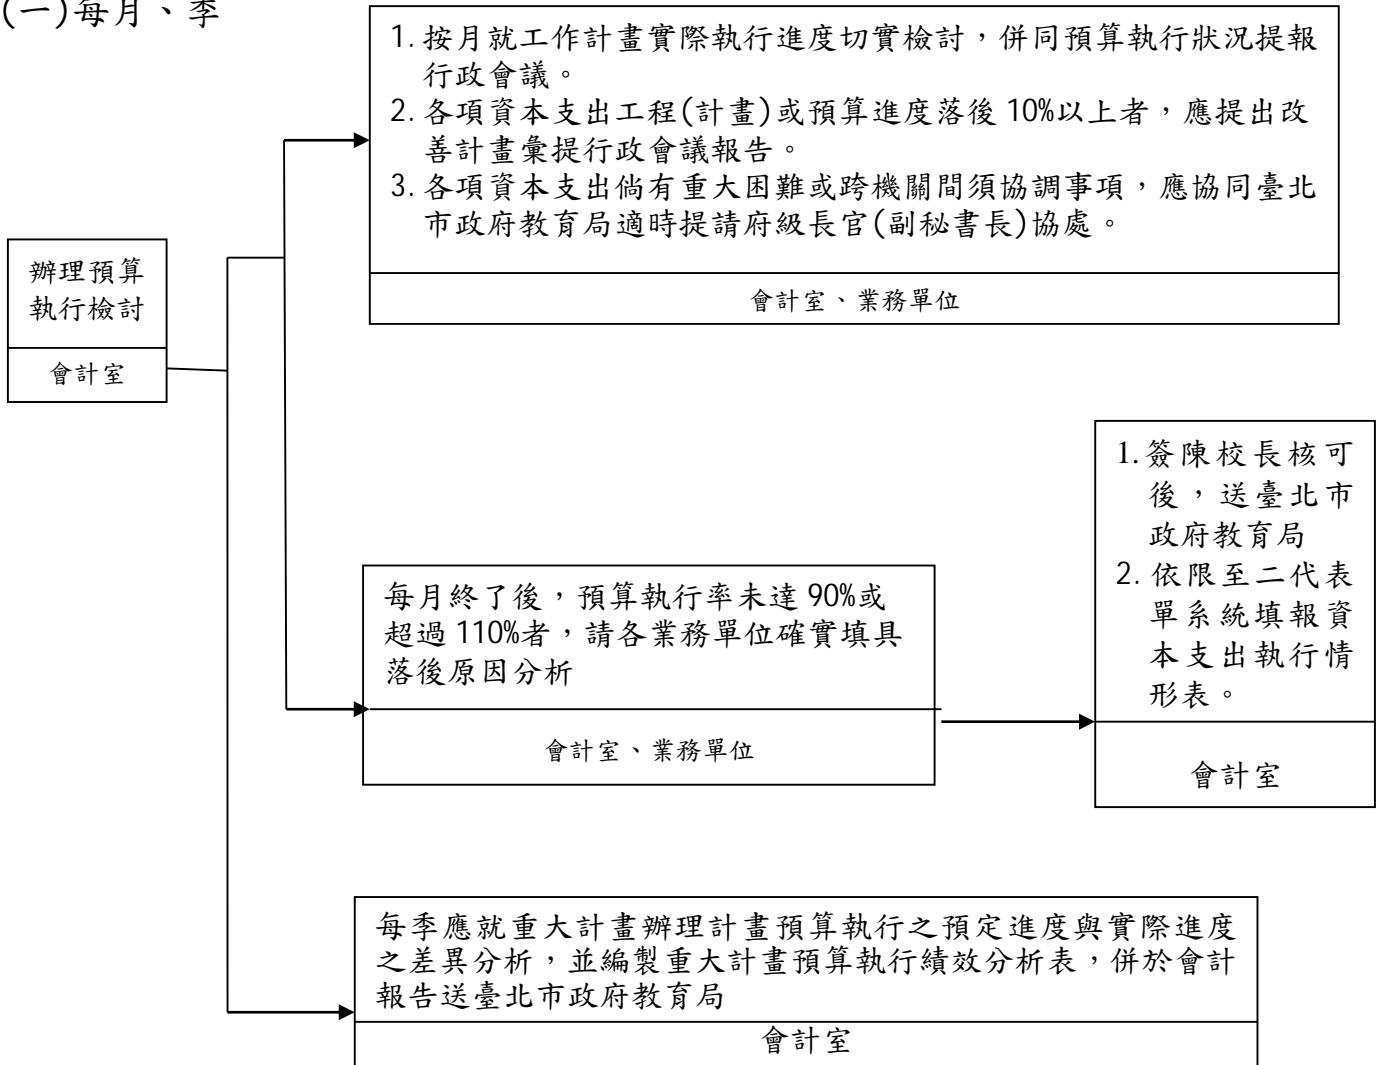 (一)每月、季
1. 按月就工作計畫實際執行進度切實檢討，併同預算執行狀況提報
行政會議。
2. 各項資本支出工程(計畫)或預算進度落後 10%以上者，應提出改
善計畫彙提行政會議報告。
3. 各項資本支出倘有重大困難或跨機關間須協調事項，應協同臺北
市政府教育局適時提請府級長官(副秘書長)協處。
會計室、業務單位
辦理預算
執行檢討
會計室
每月終了後，預算執行率未達 90%或
超過 110%者，請各業務單位確實填具
落後原因分析
會計室、業務單位
1. 簽陳校長核可
後，送臺北市
政府教育局
2. 依限至二代表
單系統填報資
本支出執行情
形表。
會計室
每季應就重大計畫辦理計畫預算執行之預定進度與實際進度
之差異分析，並編製重大計畫預算執行績效分析表，併於會計
報告送臺北市政府教育局
會計室